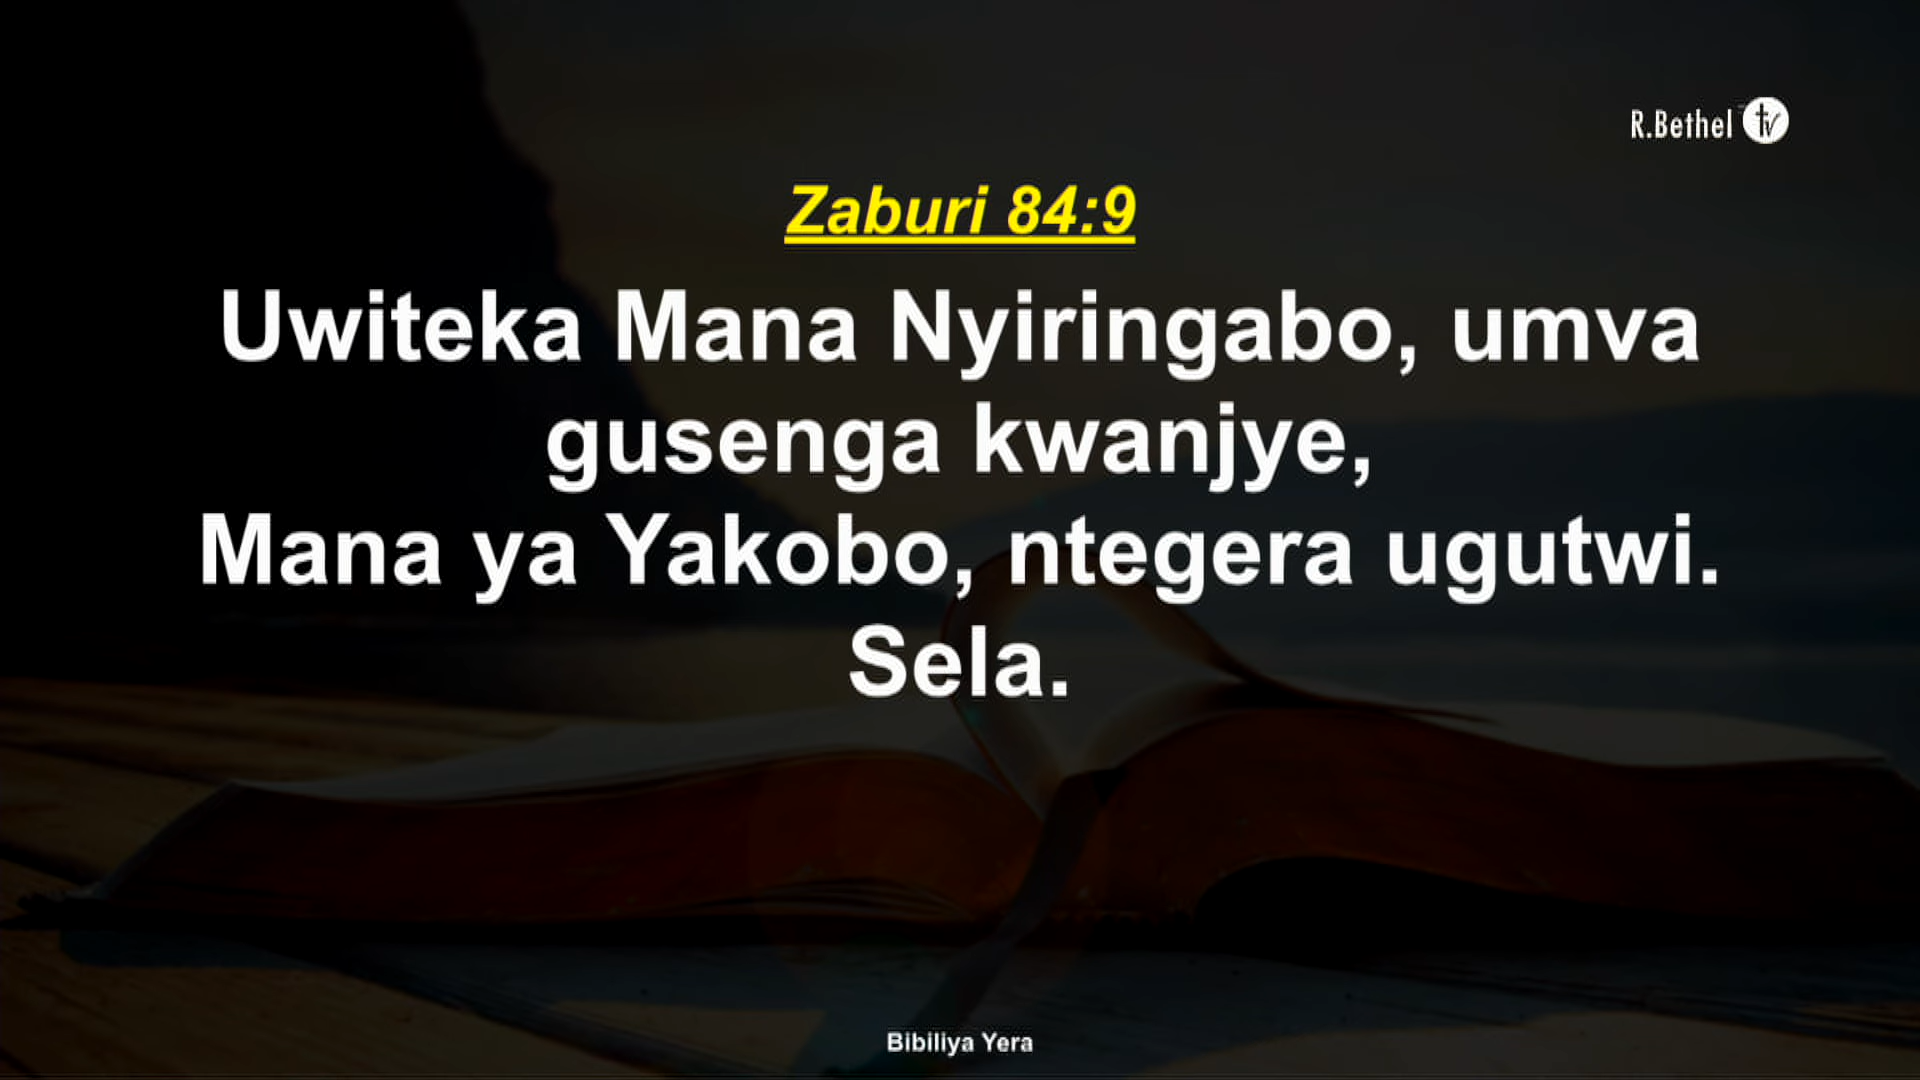 R.Bethel tv
Zaburi 84:9
Uwiteka Mana Nyiringabo, umva
gusenga kwanjye,
Mana ya Yakobo, ntegera ugutwi.
Sela.
Bibiliya Yera